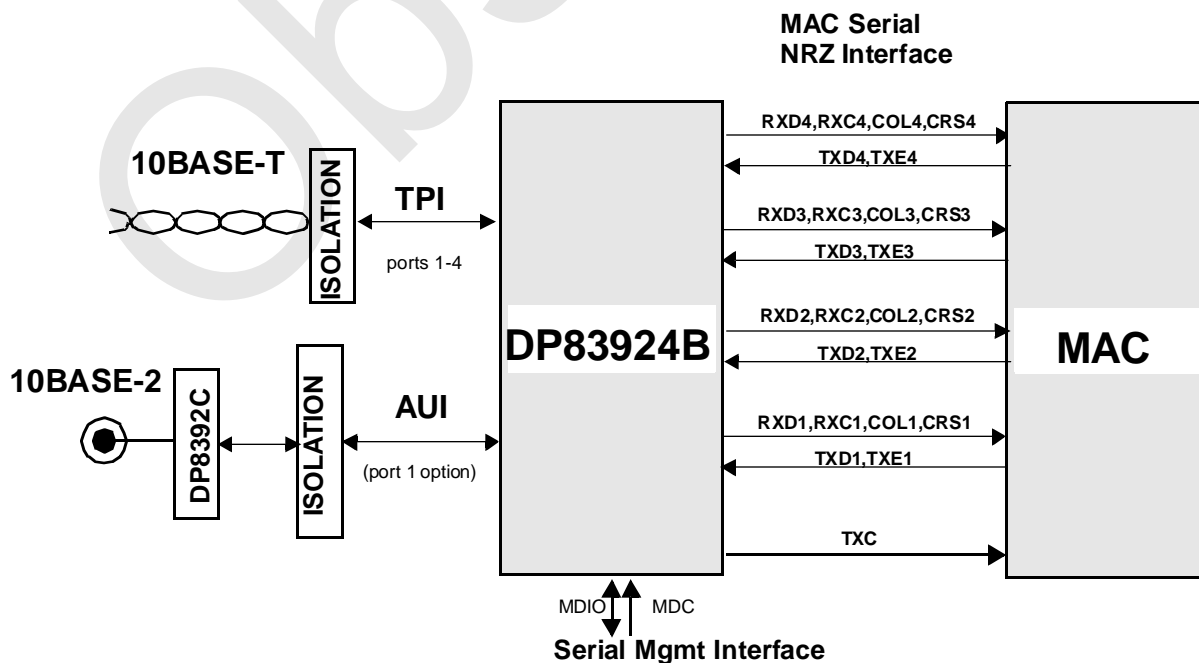 Obs
MAC Serial
NRZ Interface
10BASE-T
ISOLATION
TPI
ports 1-4
10BASE-2
DP8392C
ISOLATION
AUI
(port 1 option)
DP83924B
RXD4,RXC4,COL4,CRS4
TXD4,TXE4
RXD3,RXC3,COL3,CRS3
TXD3,TXE3
RXD2,RXC2,COL2,CRS2
TXD2,TXE2
RXD1,RXC1,COL1,CRS1
TXD1,TXE1
TXC
MAC
MDIO
MDC
Serial Mgmt Interface